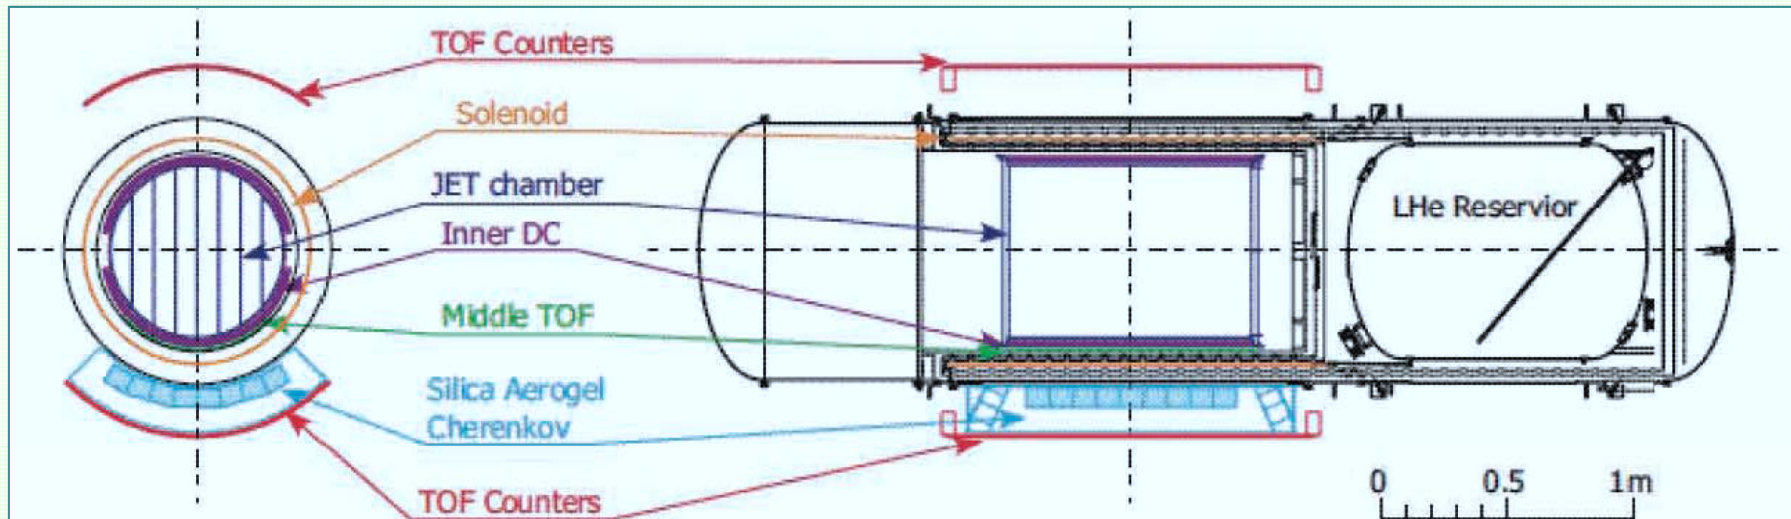 TOF Counters
Solenoid
JET chamber
Inner DC
Middle TOF
Silica Aerogel
Cherenkov
TOF Counters
LHe Reservior
0 0.5 1m